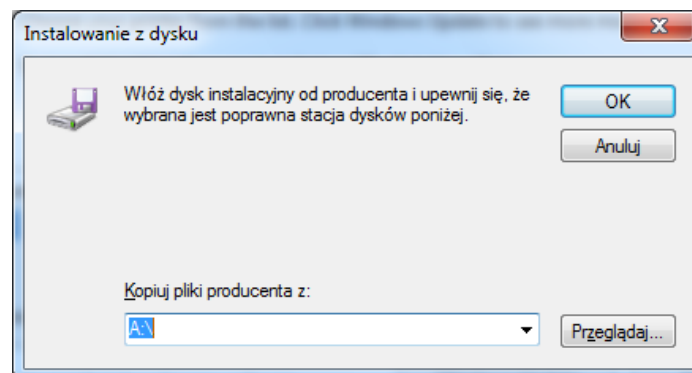 Instalowanie z dysku
Włóż dysk instalacyjny od producenta i upewnij się, że
wybrana jest poprawna stacja dysków poniżej.
OK
Anuluj
Kopiuj pliki producenta z:
A:\
Przeglądaj...